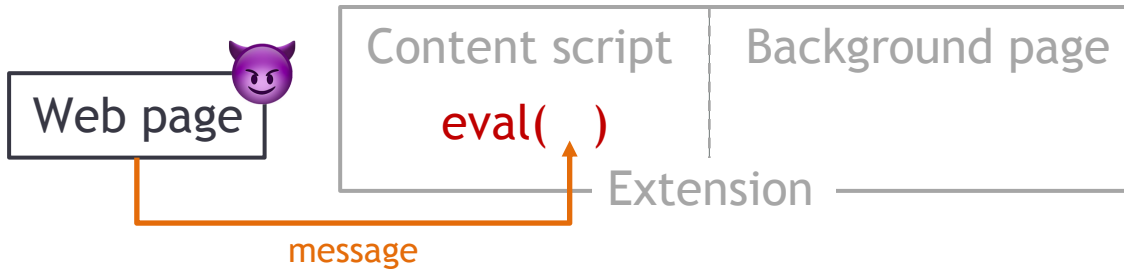 Content script
Background page
Web page
eval( )
Extension
message